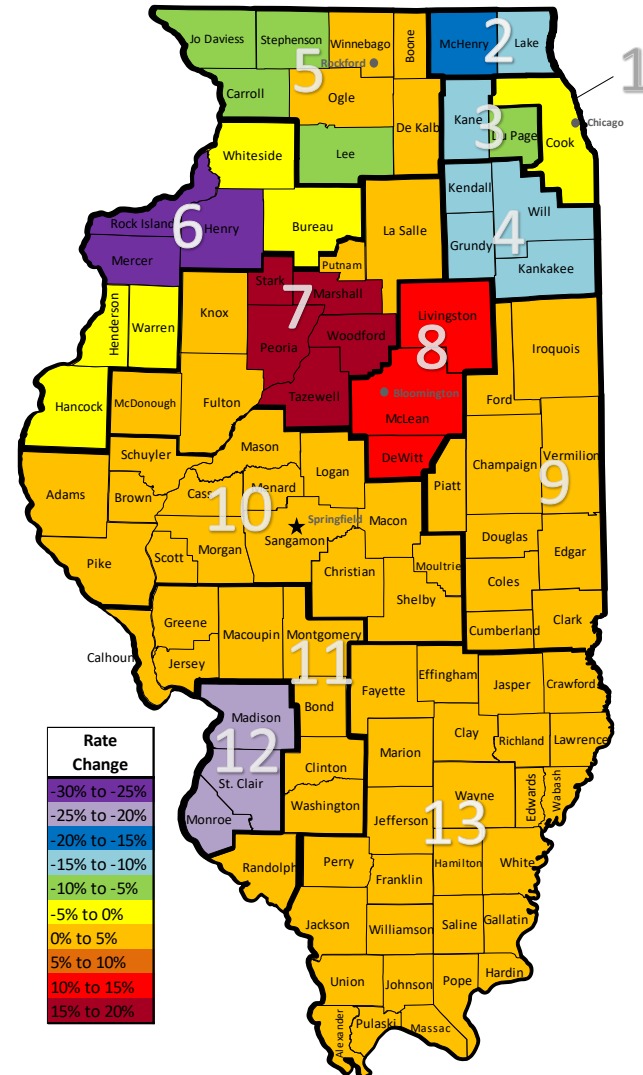 Jo Daviess
Stephenson
Winnebago
Boone
McHenry
2
Lake
5
Rockford
1
Carroll
Ogle
Kane
3
Du Page
Chicago
De Kalb
Cook
Whiteside
Lee
Kendall
Will
Rock Island
6
Henry
Bureau
La Salle
4
Grundy
Mercer
Putnam
Kankakee
Stark
7
Marshall
Henderson
Warren
Knox
Livingston
Woodford
8
Peoria
Iroquois
Hancock
McDonough
Fulton
Tazewell
Bloomington
McLean
Ford
Mason
Schuyler
Logan
DeWitt
Champaign
Vermilion
Adams
Brown
Cass
Menard
Piatt
9
10
Springfield
Macon
Sangamon
Douglas
Pike
Scott
Morgan
Christian
Moultrie
Edgar
Coles
Shelby
Greene
Macoupin
Montgomery
Cumberland
Clark
Calhoun
Jersey
11
Effingham
Jasper
Crawford
Fayette
Madison
Bond
Clay
Richland
Lawrence
12
Marion
St. Clair
Clinton
Wayne
Edwards
Wabash
Monroe
Washington
Jefferson
13
Randolph
Perry
Hamilton
White
Franklin
Jackson
Williamson
Saline
Gallatin
Union
Johnson
Pope
Hardin
Alexander
Pulaski
Massac
Rate
Change
-30% to -25%
-25% to -20%
-20% to -15%
-15% to -10%
-10% to -5%
-5% to 0%
0% to 5%
5% to 10%
10% to 15%
15% to 20%